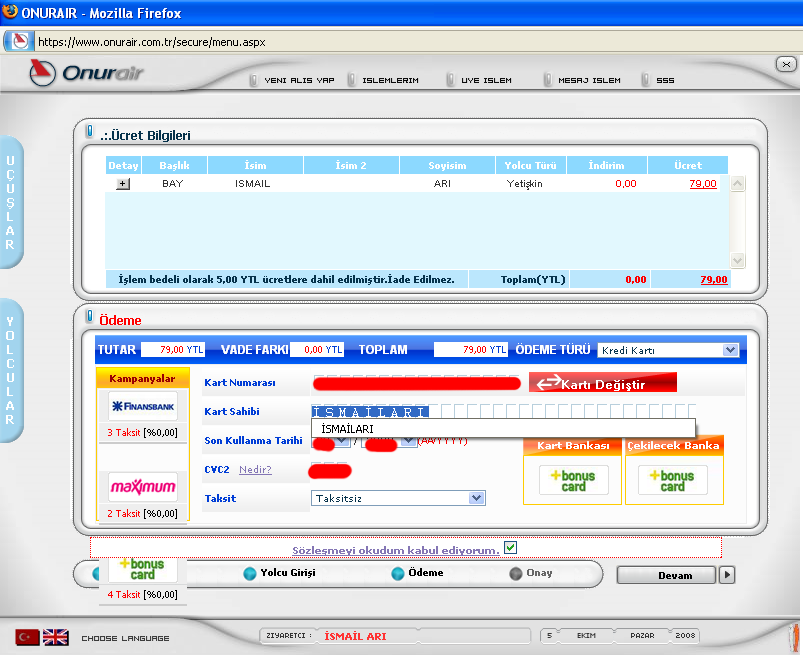 ONURAIR - Mozilla Firefox
https://www.onurair.com.tr/secure/menu.aspx
Onurair YENI ALIS YAP ISLEMLERIM UYE ISLEM MESAJ ISLEM SSS
UÇUŞLAR
.:.Ücret Bilgileri
Detay Başlık İsim İsim 2 Soyisim Yolcu Türü İndirim Ücret
+ BAY ISMAIL ARI Yetişkin 0,00 79,00
İşlem bedeli olarak 5,00 YTL ücretlere dahil edilmiştir.İade Edilmez. Toplam(YTL) 0,00 79,00
YOLCULAR
Ödeme
TUTAR 79,00 YTL VADE FARKI 0,00 YTL TOPLAM 79,00 YTL ÖDEME TÜRÜ Kredi Kartı
Kampanyalar
FINANSBANK
3 Taksit [%0,00]
maximum
2 Taksit [%0,00]
+bonus
card
4 Taksit [%0,00]
Kart Numarası Kartı Değiştir
Kart Sahibi İSMAİLARI
İSMAİLARI
Son Kullanma Tarihi / (AA/YYYY)
CVC2 Nedir?
Taksit Taksitsiz
Kart Bankası Çekilecek Banka
+bonus +bonus
card card
Sözleşmeyi okudum kabul ediyorum.
Yolcu Girişi Ödeme Onay Devam
CHOOSE LANGUAGE ZIYARETCI : İSMAİL ARI 5 EKIM PAZAR 2008